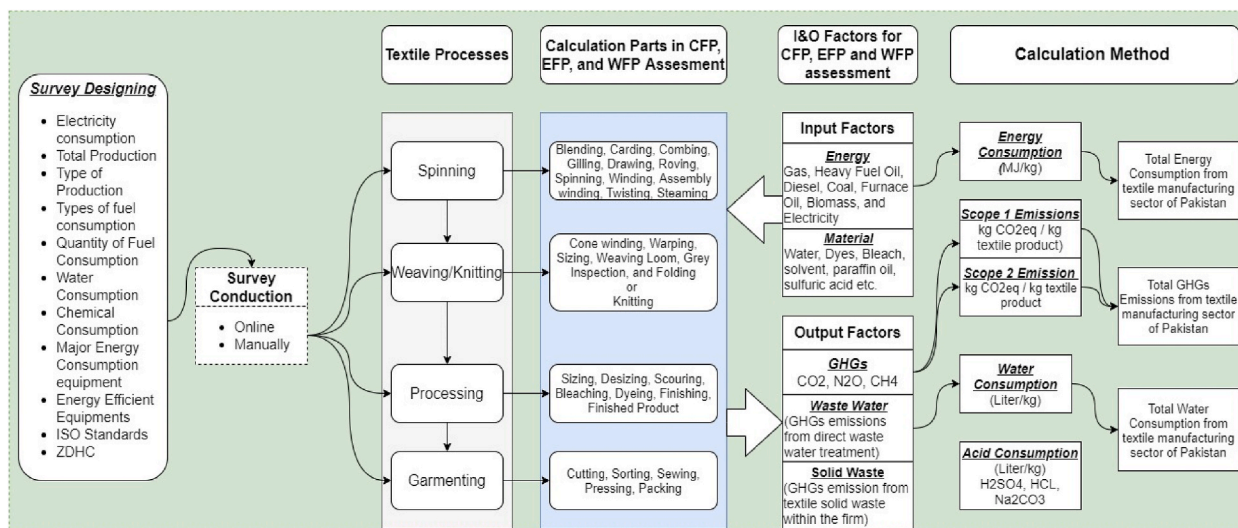 Survey Designing
Electricity
consumption
Total Production
Type of
Production
Types of fuel
consumption
Quantity of Fuel
Consumption
Water
Consumption
Chemical
Consumption
Major Energy
Consumption
equipment
Energy Efficient
Equipments
ISO Standards
ZDHC
Survey
Conduction
Online
Manually
Textile Processes
Spinning
Weaving/Knitting
Processing
Garmenting
Calculation Parts in CFP,
EFP, and WFP Assesment
Blending, Carding, Combing,
Gilling, Drawing, Roving,
Spinning, Winding, Assembly
winding, Twisting, Steaming
Cone winding, Warping,
Sizing, Weaving Loom, Grey
Inspection, and Folding
or
Knitting
Sizing, Desizing, Scouring,
Bleaching, Dyeing, Finishing,
Finished Product
Cutting, Sorting, Sewing,
Pressing, Packing
I&O Factors for
CFP, EFP and WFP
assessment
Input Factors
Energy
Gas, Heavy Fuel Oil,
Diesel, Coal, Furnace
Oil, Biomass, and
Electricity
Material
Water, Dyes, Bleach,
solvent, paraffin oil,
sulfuric acid etc.
Output Factors
GHGs
CO2, N2O, CH4
Waste Water
(GHGs emissions
from direct waste
water treatment)
Solid Waste
(GHGs emission from
textile solid waste
within the firm)
Calculation Method
Energy
Consumption
(MJ/kg)
Scope 1 Emissions
kg CO2eq / kg
textile product)
Scope 2 Emission
kg CO2eq / kg textile
product
Water
Consumption
(Liter/kg)
Acid Consumption
(Liter/kg)
H2SO4, HCL,
Na2CO3
Total Energy
Consumption from
textile manufacturing
sector of Pakistan
Total GHGs
Emissions from textile
manufacturing sector
of Pakistan
Total Water
Consumption from
textile manufacturing
sector of Pakistan